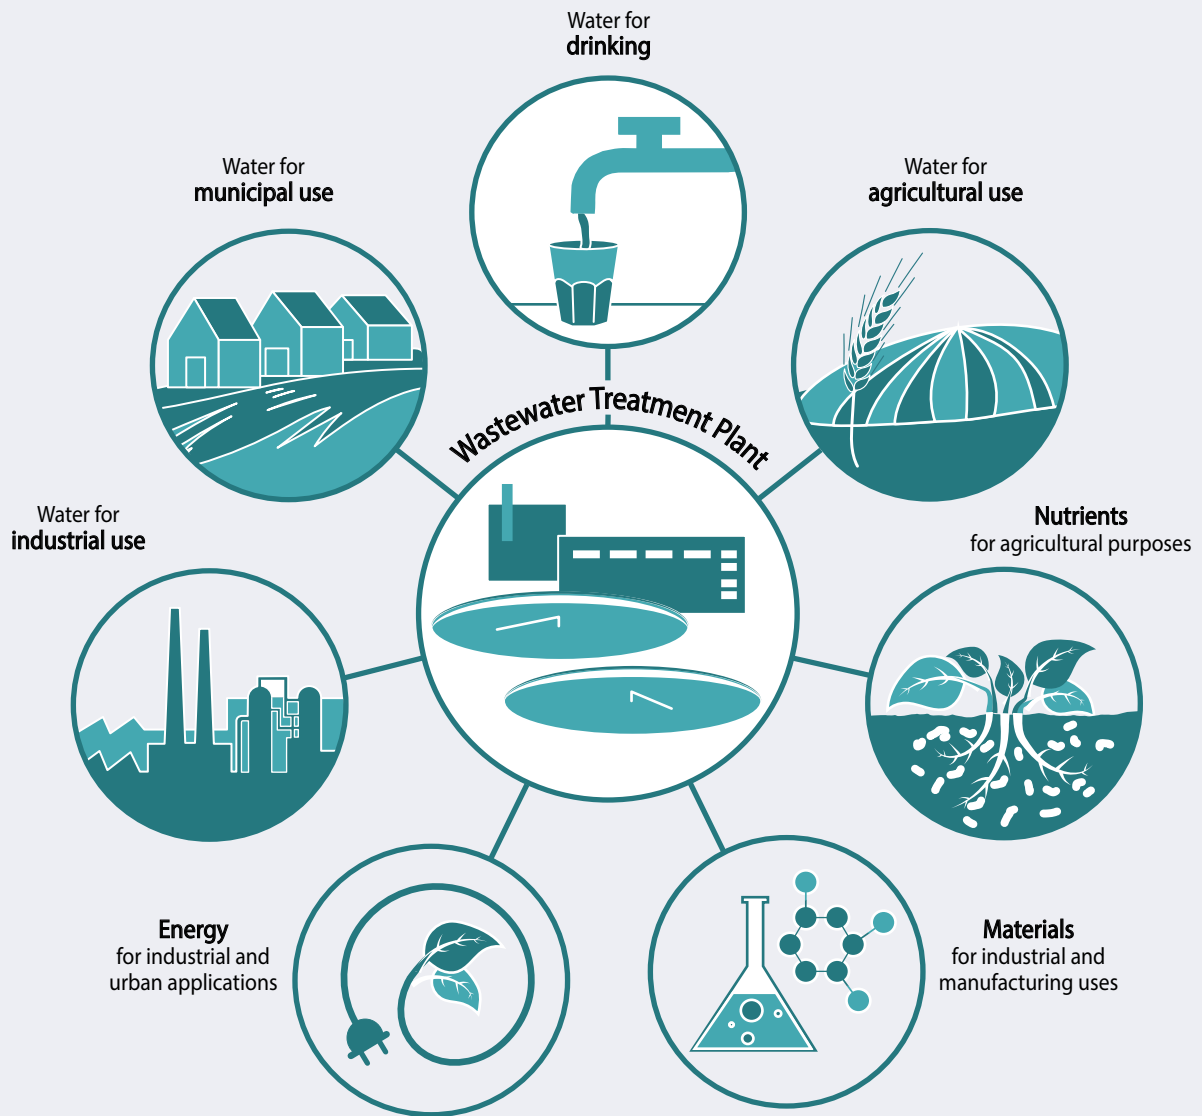 Water for
drinking
Water for
municipal use
Water for
agricultural use
Wastewater Treatment Plant
Water for
industrial use
Nutrients
for agricultural purposes
Energy
for industrial and
urban applications
Materials
for industrial and
manufacturing uses